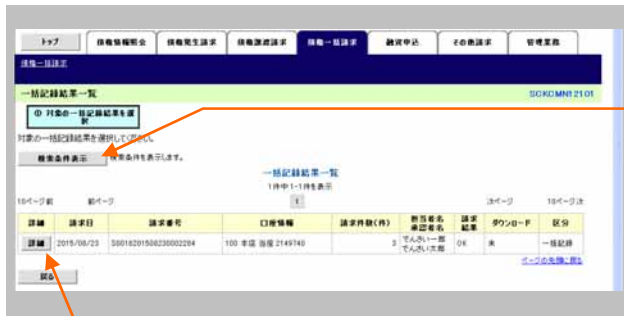 トップ 債権情報照会 債権発生請求 債権譲渡請求 債権一括請求 融資申込 その他請求 管理業務
債権一括請求
一括記録結果一覧 SCKCMN12101
① 対象の一括記録結果を選択
対象の一括記録結果を選択してください。
検索条件表示 検索条件を表示します。
一括記録結果一覧
1件中1-1件を表示
10ページ前 前ページ 1 次ページ 10ページ次
詳細 請求日 請求番号 口座情報 請求件数(件) 担当者名 承認者名 請求結果 ダウンロード 区分
詳細 2015/08/23 100 本店 当座 2149740 3 でんさい一郎 でんさい太郎 OK 未 一括記録
ページの先頭に戻る
戻る